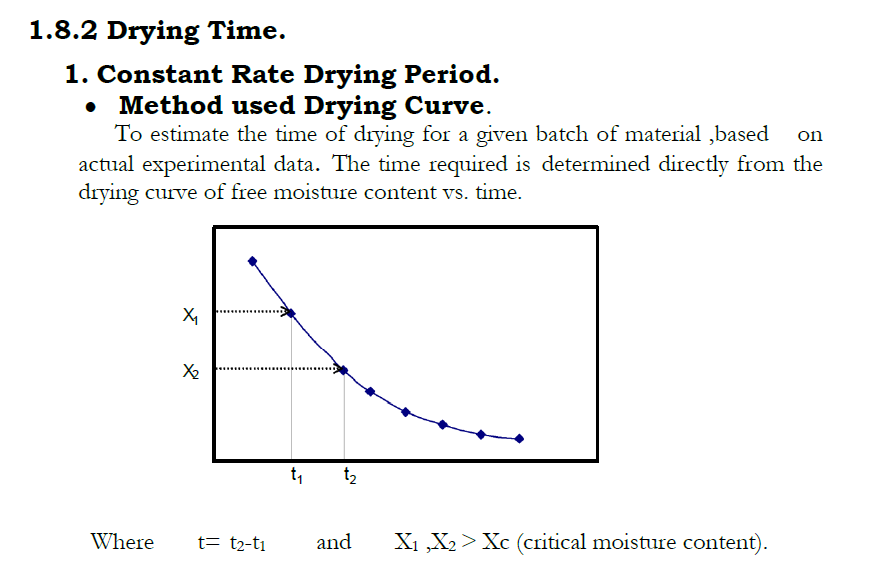 1.8.2 Drying Time.
1. Constant Rate Drying Period.
• Method used Drying Curve.
To estimate the time of drying for a given batch of material ,based on
actual experimental data. The time required is determined directly from the
drying curve of free moisture content vs. time.
X₁
X₂
t₁ t₂
Where t= t₂-t₁ and X₁ ,X₂ > Xc (critical moisture content).